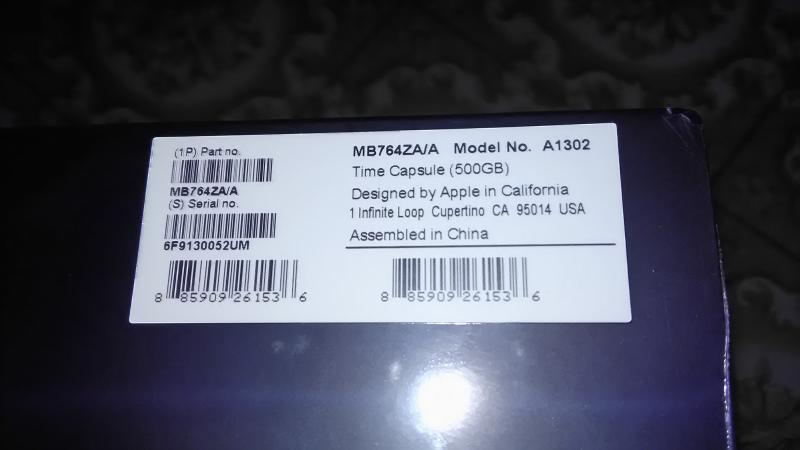 (1P) Part no.
MB764ZA/A
(S) Serial no.
6F9130052UM
8 85909 26153 6
MB764ZA/A Model No. A1302
Time Capsule (500GB)
Designed by Apple in California
1 Infinite Loop Cupertino CA 95014 USA
Assembled in China
8 85909 26153 6